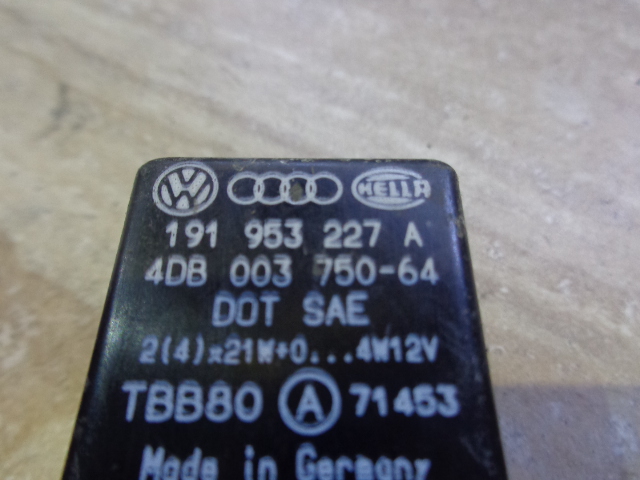 VW HELLA
191 953 227 A
4DB 003 750-64
DOT SAE
2(4)x21W+0...4W12V
TBB80 A 71453
Made in Germany